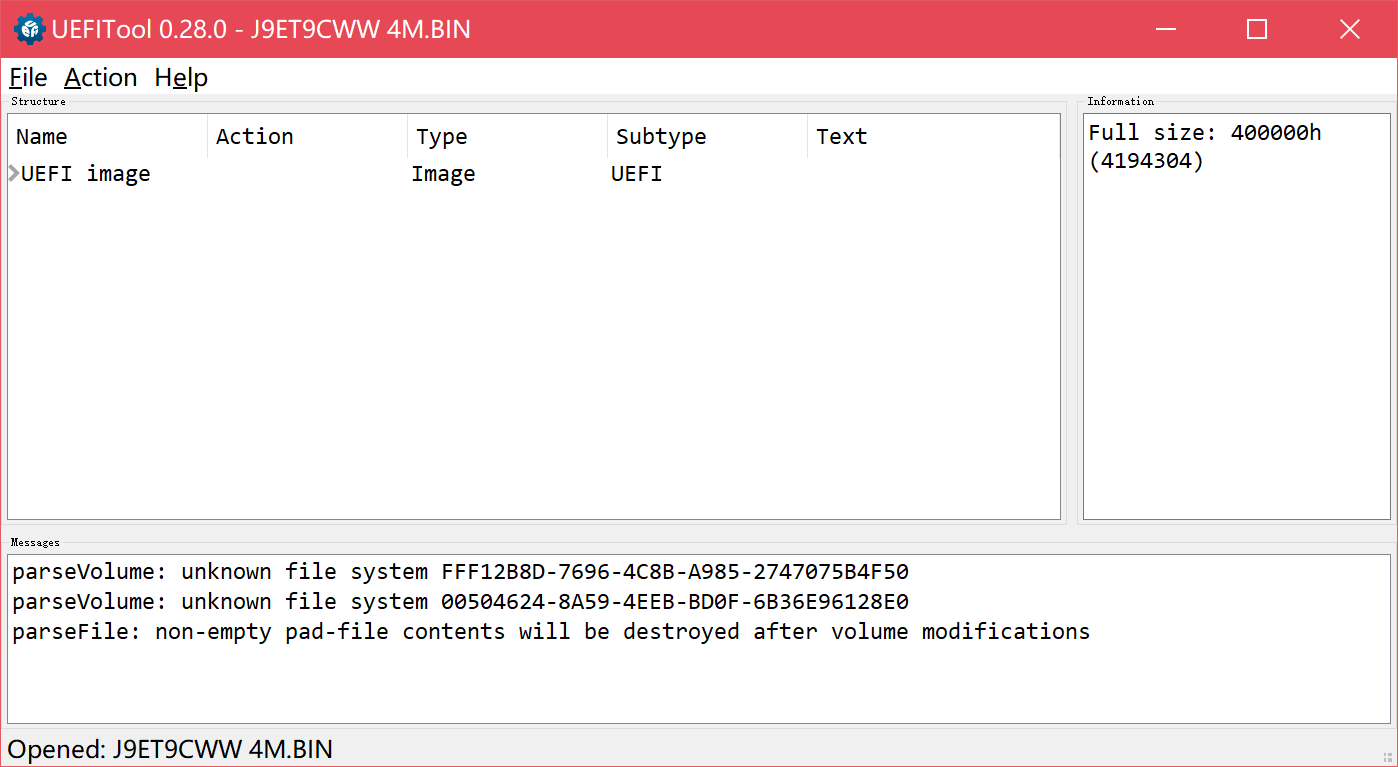 UEFITool 0.28.0 - J9ET9CWW 4M.BIN
File Action Help
Structure
Name Action Type Subtype Text
UEFI image Image UEFI
Information
Full size: 400000h
(4194304)
Messages
parseVolume: unknown file system FFF12B8D-7696-4C8B-A985-2747075B4F50
parseVolume: unknown file system 00504624-8A59-4EEB-BD0F-6B36E96128E0
parseFile: non-empty pad-file contents will be destroyed after volume modifications
Opened: J9ET9CWW 4M.BIN